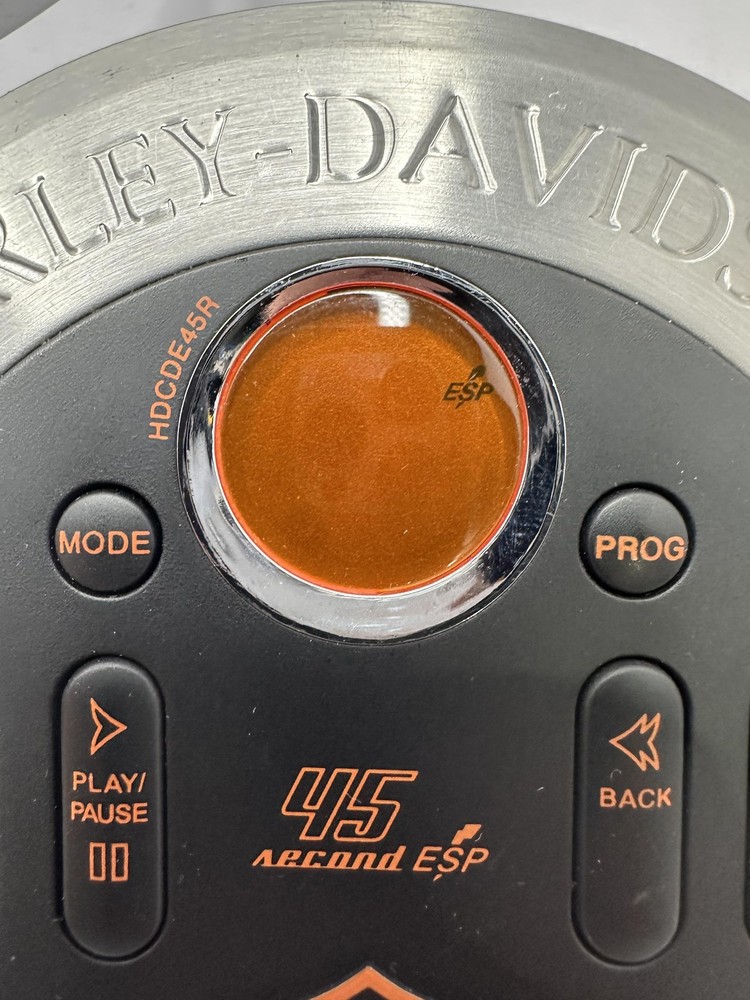 RLEY-DAVIDS
HDCDE45R
ESP
MODE
PROG
PLAY/
PAUSE
BACK
45
second ESP